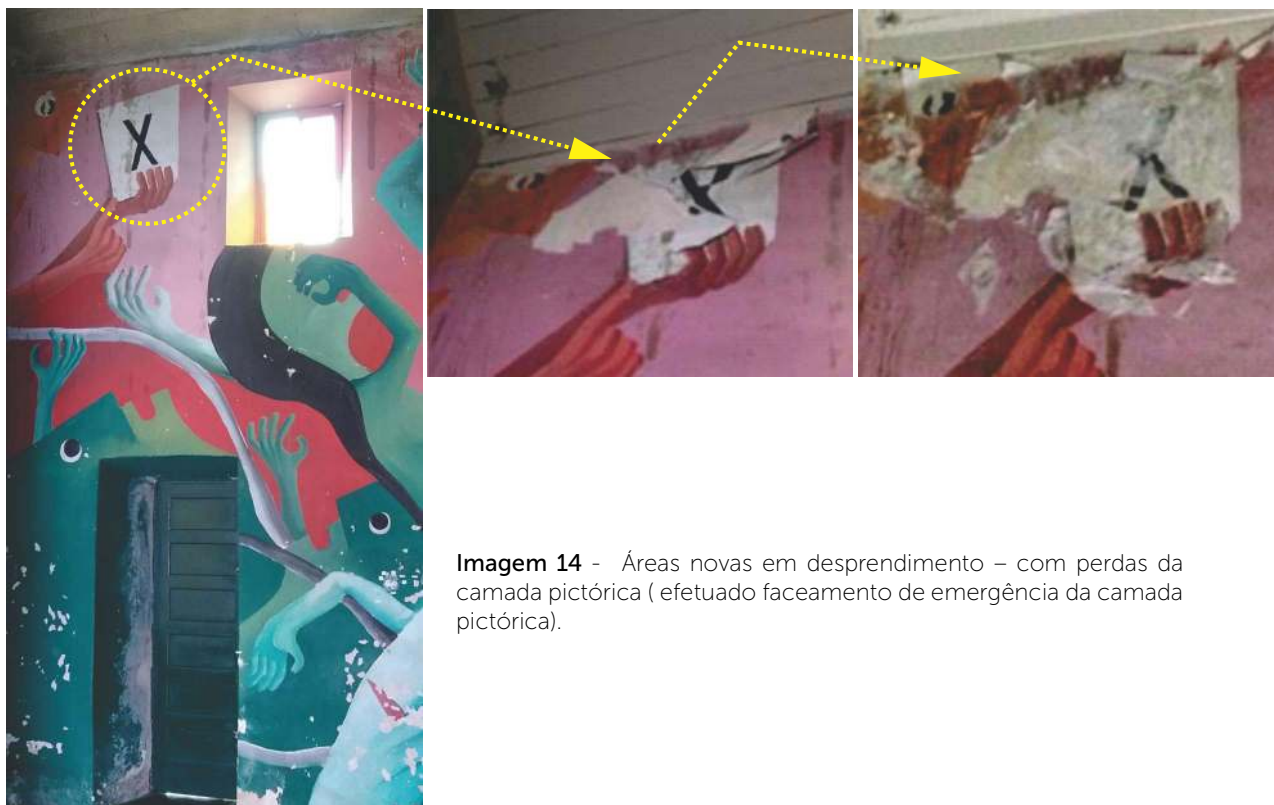 X
X
X
Imagem 14 - Áreas novas em desprendimento – com perdas da
camada pictórica ( efetuado faceamento de emergência da camada
pictórica).